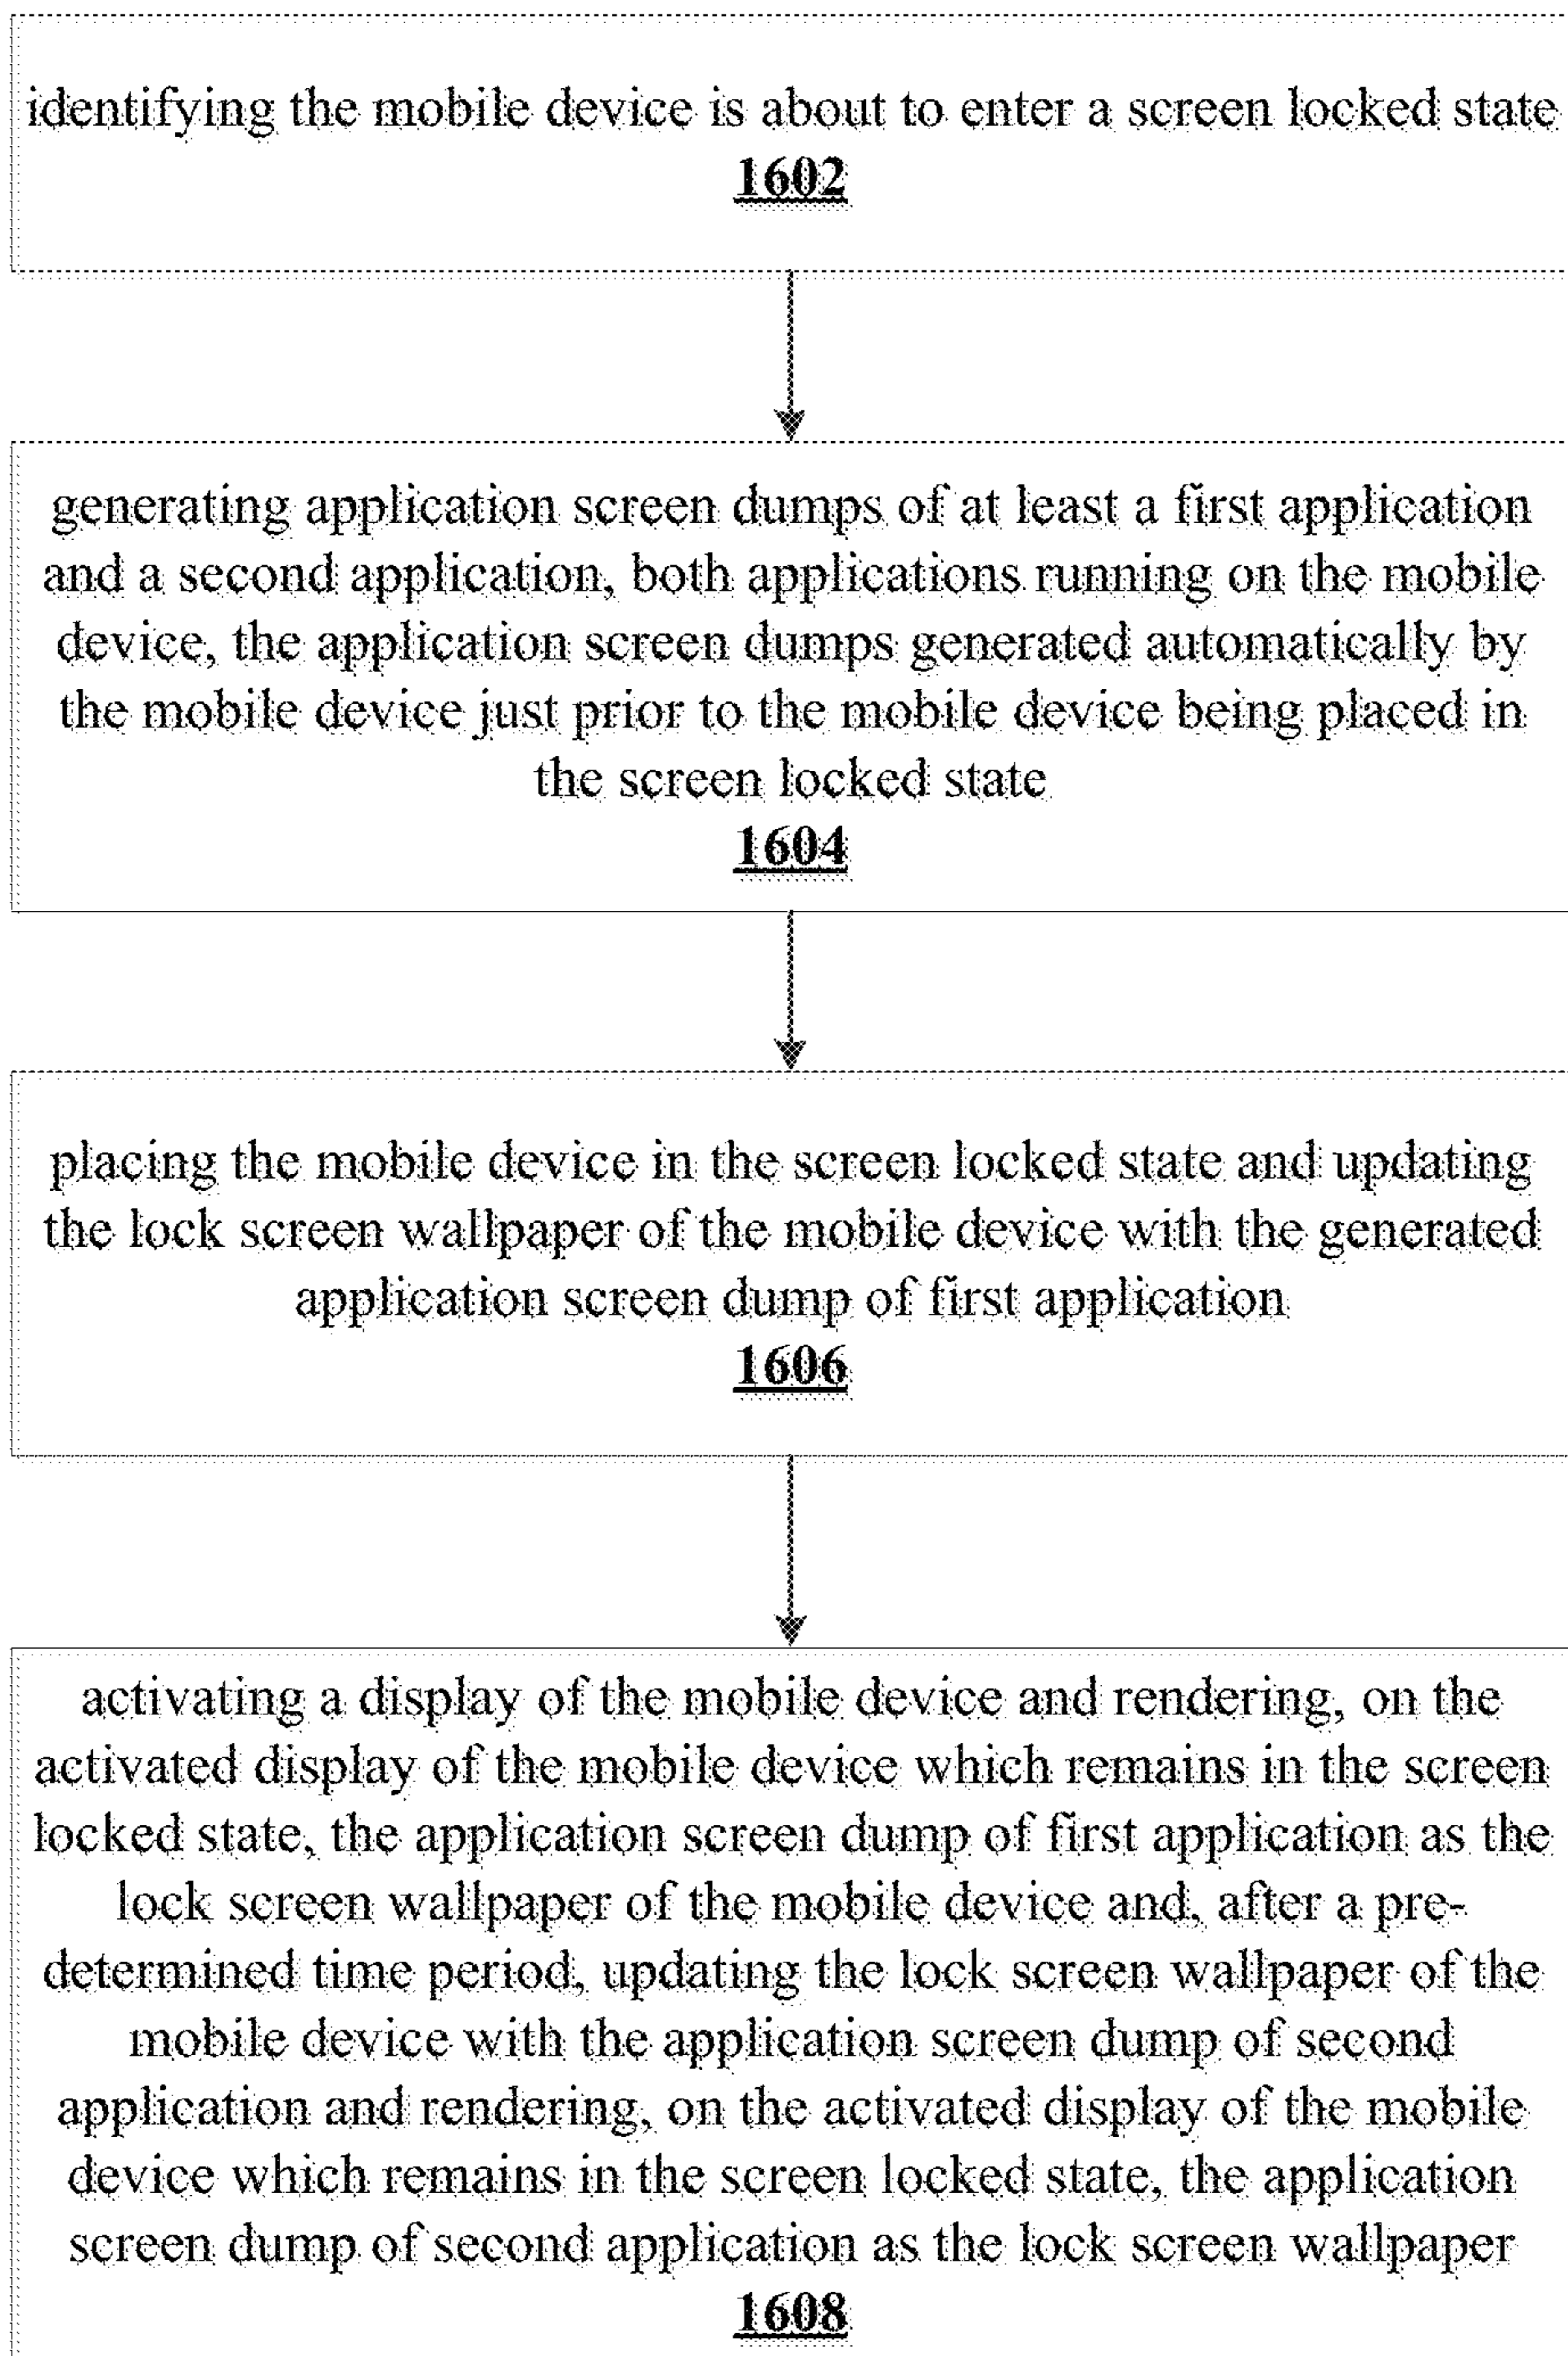 identifying the mobile device is about to enter a screen locked state
1602
generating application screen dumps of at least a first application
and a second application, both applications running on the mobile
device, the application screen dumps generated automatically by
the mobile device just prior to the mobile device being placed in
the screen locked state
1604
placing the mobile device in the screen locked state and updating
the lock screen wallpaper of the mobile device with the generated
application screen dump of first application
1606
activating a display of the mobile device and rendering, on the
activated display of the mobile device which remains in the screen
locked state, the application screen dump of first application as the
lock screen wallpaper of the mobile device and, after a pre-
determined time period, updating the lock screen wallpaper of the
mobile device with the application screen dump of second
application and rendering, on the activated display of the mobile
device which remains in the screen locked state, the application
screen dump of second application as the lock screen wallpaper
1608